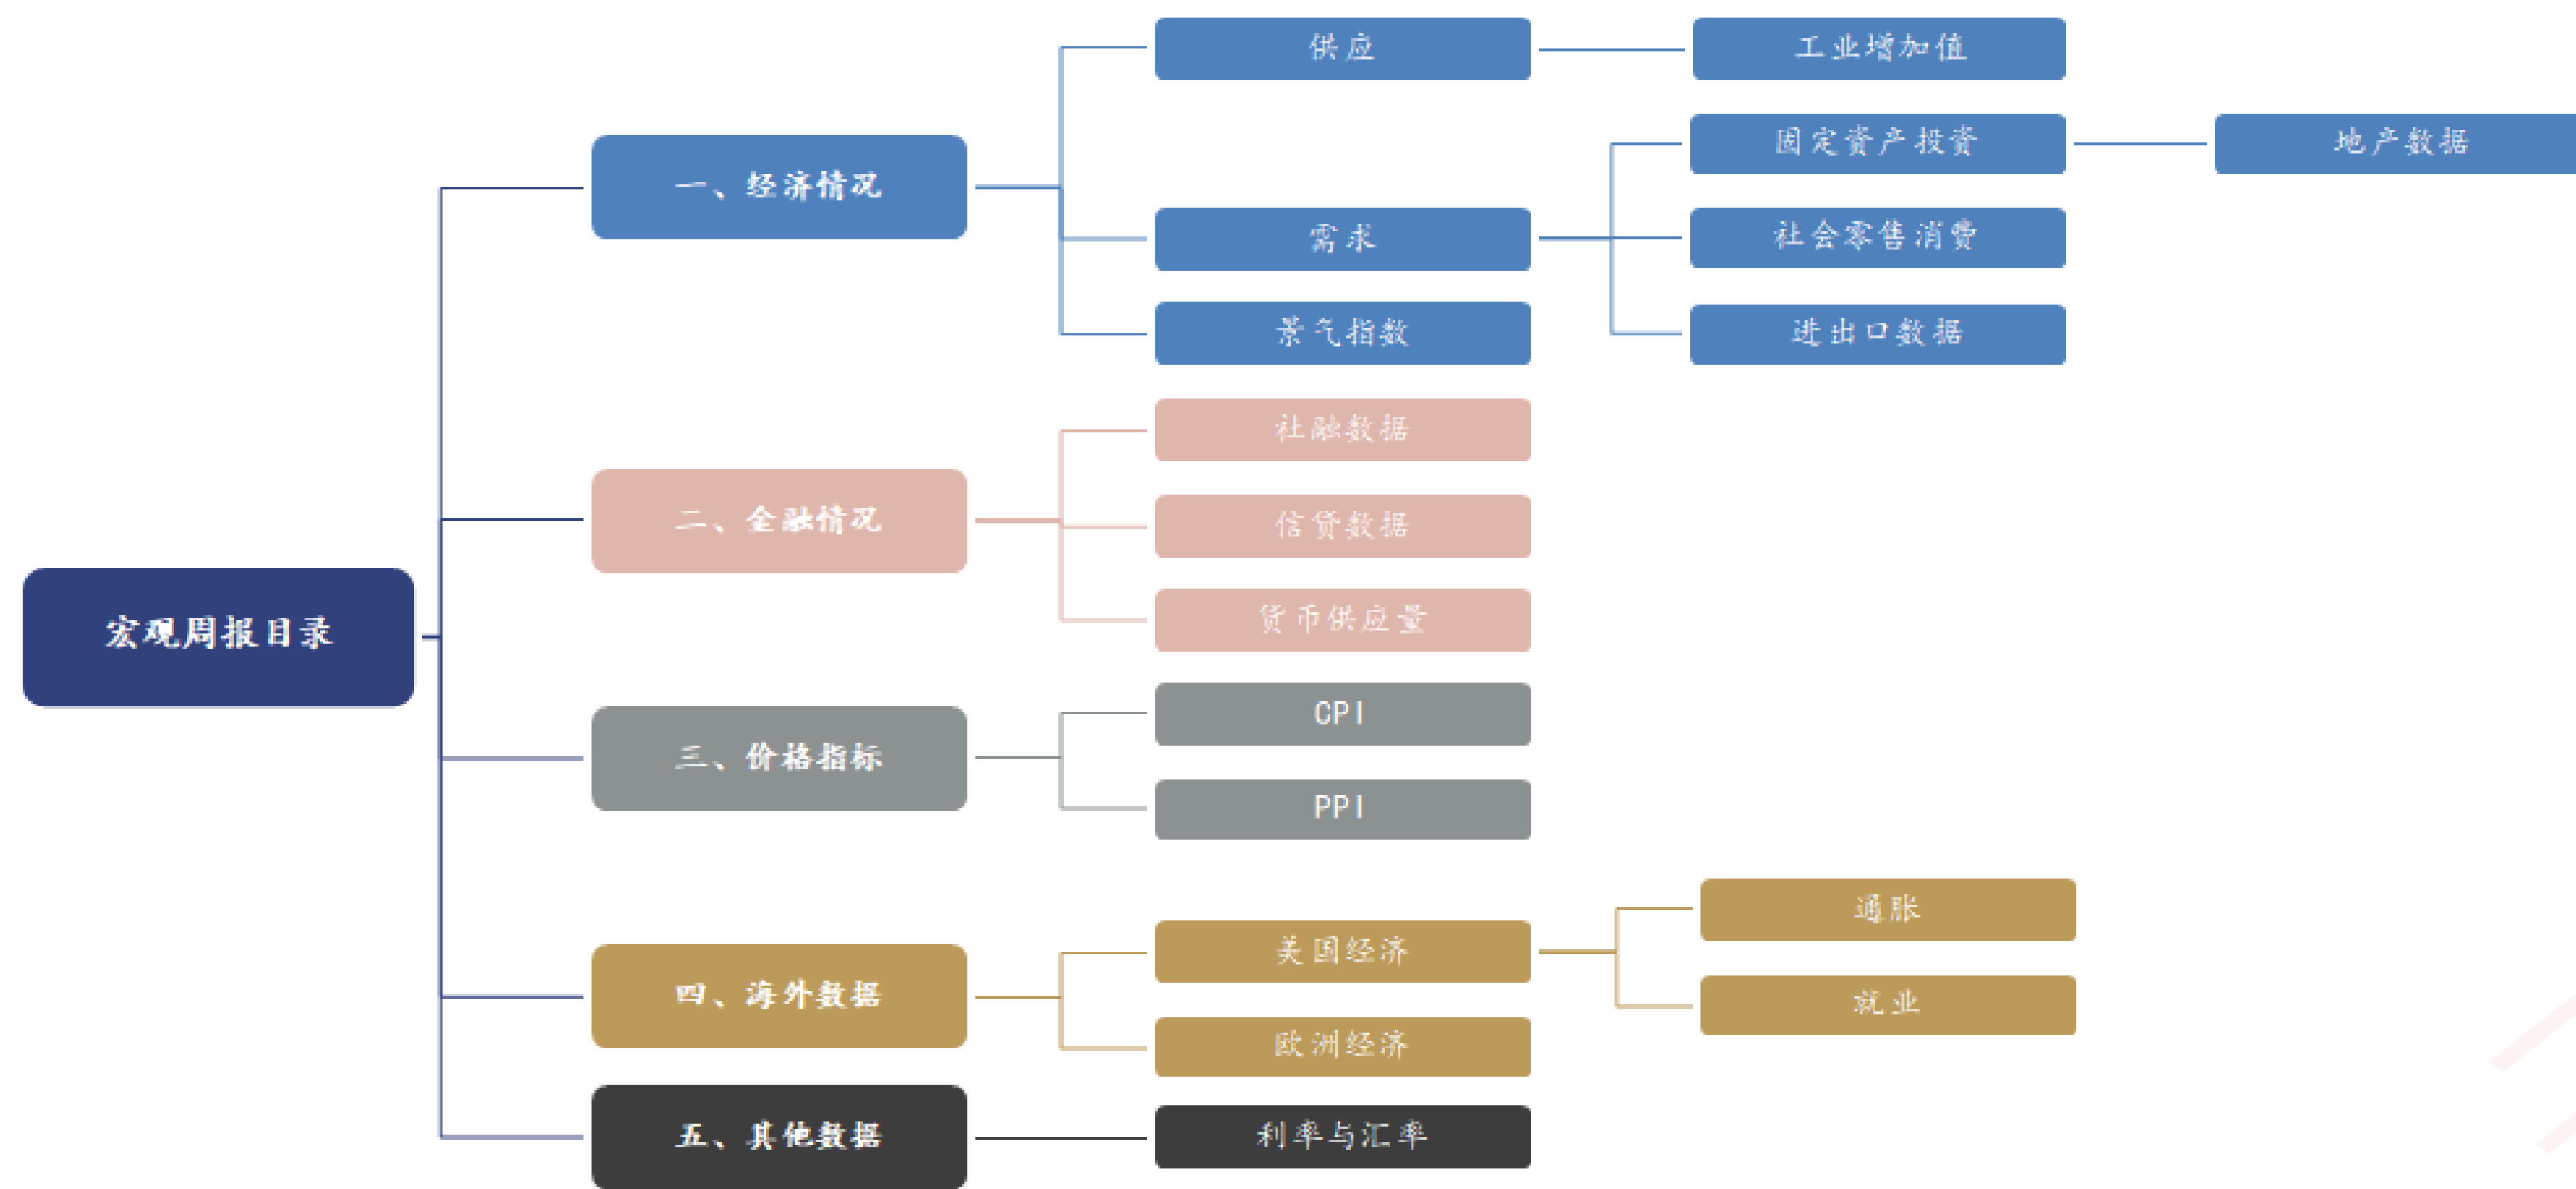 宏观周报目录
一、经济情况
供应
工业增加值
需求
固定资产投资
地产数据
社会零售消费
进出口数据
景气指数
二、金融情况
社融数据
信贷数据
货币供应量
三、价格指标
CPI
PPI
四、海外数据
美国经济
通胀
就业
欧洲经济
五、其他数据
利率与汇率